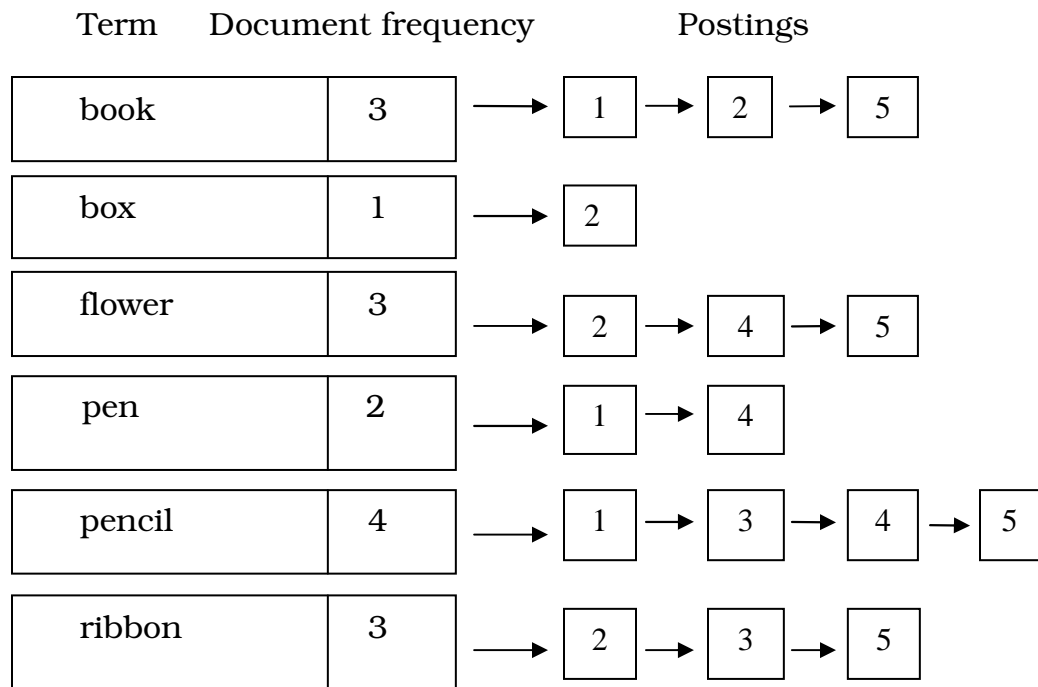 Term Document frequency Postings
book 3 1 2 5
box 1 2
flower 3 2 4 5
pen 2 1 4
pencil 4 1 3 4 5
ribbon 3 2 3 5